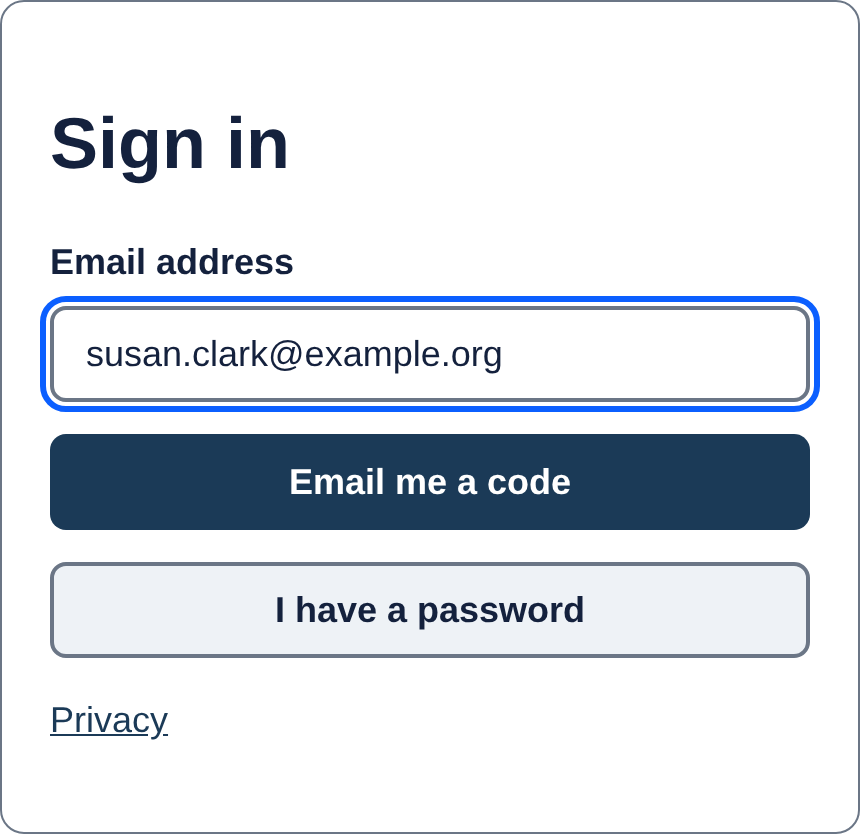 Sign in
Email address
susan.clark@example.org
Email me a code
I have a password
Privacy